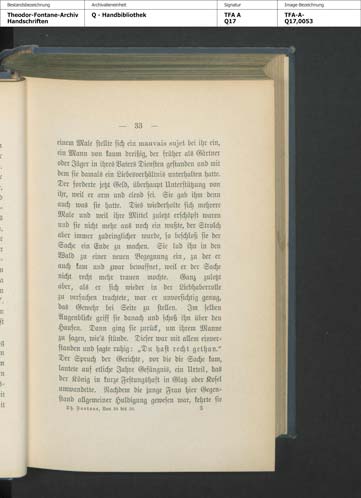 Bestandsbezeichnung
Archivalieneinheit
Signatur
Image-Bezeichnung
Theodor-Fontane-Archiv
Handschriften
Q - Handbibliothek
TFA A
Q17
TFA-A-
Q17,0053
— 33 —
einem Male stellte sich ein mauvais sujet bei ihr ein,
ein Mann von kaum dreißig, der früher als Gärtner
oder Jäger in ihres Vaters Diensten gestanden und mit
dem sie damals ein Liebesverhältnis unterhalten hatte.
Der forderte jetzt Geld, überhaupt Unterstützung von
ihr, weil er arm und elend sei. Sie gab ihm denn
auch was sie hatte. Dies wiederholte sich mehrere
Male und weil ihre Mittel zuletzt erschöpft waren
und sie nicht mehr aus noch ein wußte, der Strolch
aber immer zudringlicher wurde, so beschloß sie der
Sache ein Ende zu machen. Sie lud ihn in den
Wald zu einer neuen Begegnung ein, zu der er
auch kam und zwar bewaffnet, weil er der Sache
nicht recht mehr trauen mochte. Ganz zuletzt
aber, als er sich wieder in der Liebhaberrolle
zu versuchen trachtete, war er unvorsichtig genug,
das Gewehr bei Seite zu stellen. Im selben
Augenblicke griff sie danach und schoß ihn über den
Haufen. Dann ging sie zurück, um ihrem Manne
zu sagen, wie's stünde. Dieser war mit allem einver-
standen und sagte ruhig: „Du hast recht gethan."
Der Spruch der Gerichte, vor die die Sache kam,
lautete auf etliche Jahre Gefängnis, ein Urteil, das
der König in kurze Festungshaft in Glatz oder Kosel
umwandelte. Nachdem die junge Frau hier Gegen-
stand allgemeiner Huldigung gewesen war, kehrte sie
Th. Fontane, Von 20 bis 30.
3